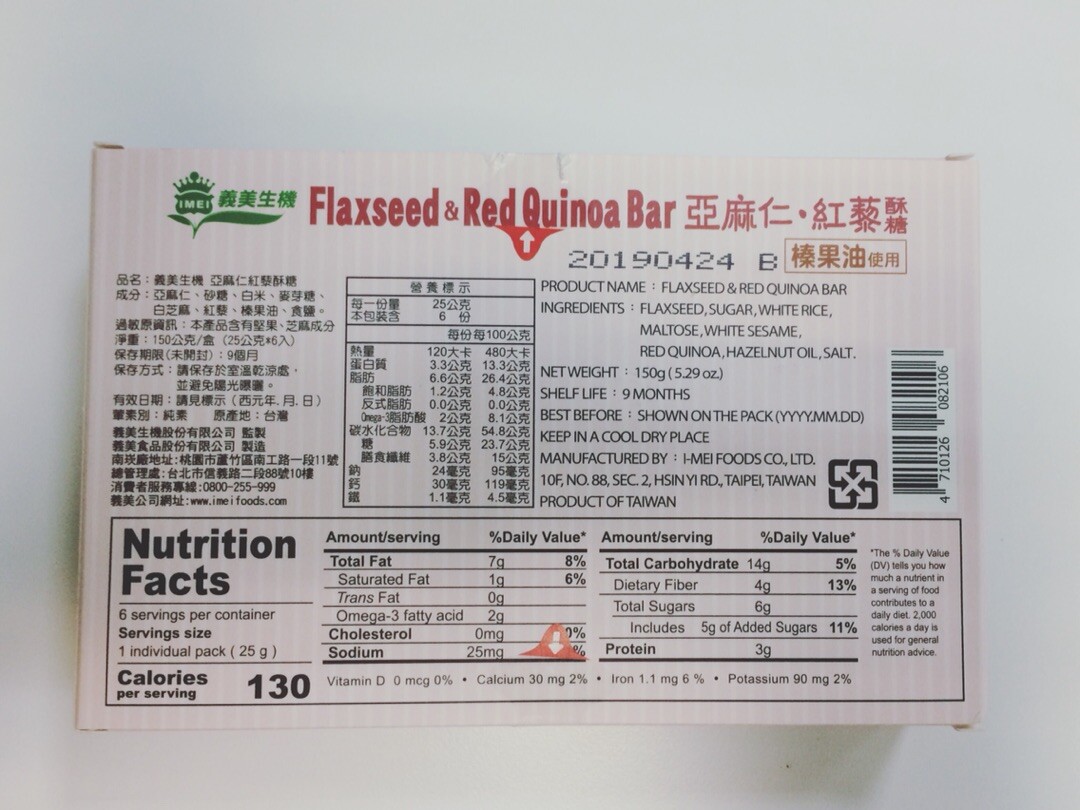 IMEI 義美生機 Flaxseed & Red Quinoa Bar 亞麻仁·紅藜酥糖
20190424 B 榛果油使用
品名：義美生機 亞麻仁紅藜酥糖
成分：亞麻仁、砂糖、白米、麥芽糖、
白芝麻、紅藜、榛果油、食鹽。
過敏原資訊：本產品含有堅果、芝麻成分
淨重：150公克/盒 (25公克*6入)
保存期限(未開封)：9個月
保存方式：請保存於室溫乾涼處，
並避免陽光曝曬。
有效日期：請見標示（西元年.月.日）
葷素別：純素 原產地：台灣
義美生機股份有限公司 監製
義美食品股份有限公司 製造
南崁廠地址:桃園市蘆竹區南工路一段11號
總管理處:台北市信義路二段88號10樓
消費者服務專線:0800-255-999
義美公司網址:www.imeifoods.com
營養標示
每一份量 25公克
本包裝含 6 份
每份 每100公克
熱量 120大卡 480大卡
蛋白質 3.3公克 13.3公克
脂肪 6.6公克 26.4公克
飽和脂肪 1.2公克 4.8公克
反式脂肪 0.0公克 0.0公克
Omega-3脂肪酸 2公克 8.1公克
碳水化合物 13.7公克 54.8公克
糖 5.9公克 23.7公克
膳食纖維 3.8公克 15公克
鈉 24毫克 95毫克
鈣 30毫克 119毫克
鐵 1.1毫克 4.5毫克
PRODUCT NAME：FLAXSEED & RED QUINOA BAR
INGREDIENTS：FLAXSEED, SUGAR, WHITE RICE,
MALTOSE, WHITE SESAME,
RED QUINOA, HAZELNUT OIL, SALT.
NET WEIGHT：150g (5.29 oz.)
SHELF LIFE：9 MONTHS
BEST BEFORE：SHOWN ON THE PACK (YYYY.MM.DD)
KEEP IN A COOL DRY PLACE
MANUFACTURED BY：I-MEI FOODS CO., LTD.
10F, NO. 88, SEC. 2, HSIN YI RD., TAIPEI, TAIWAN
PRODUCT OF TAIWAN
4 710126 082106
Nutrition
Facts
6 servings per container
Servings size
1 individual pack ( 25 g )
Calories
per serving 130
Amount/serving %Daily Value*
Total Fat 7g 8%
Saturated Fat 1g 6%
Trans Fat 0g
Omega-3 fatty acid 2g
Cholesterol 0mg 0%
Sodium 25mg %
Amount/serving %Daily Value*
Total Carbohydrate 14g 5%
Dietary Fiber 4g 13%
Total Sugars 6g
Includes 5g of Added Sugars 11%
Protein 3g
Vitamin D 0 mcg 0% • Calcium 30 mg 2% • Iron 1.1 mg 6 % • Potassium 90 mg 2%
*The % Daily Value
(DV) tells you how
much a nutrient in
a serving of food
contributes to a
daily diet. 2,000
calories a day is
used for general
nutrition advice.